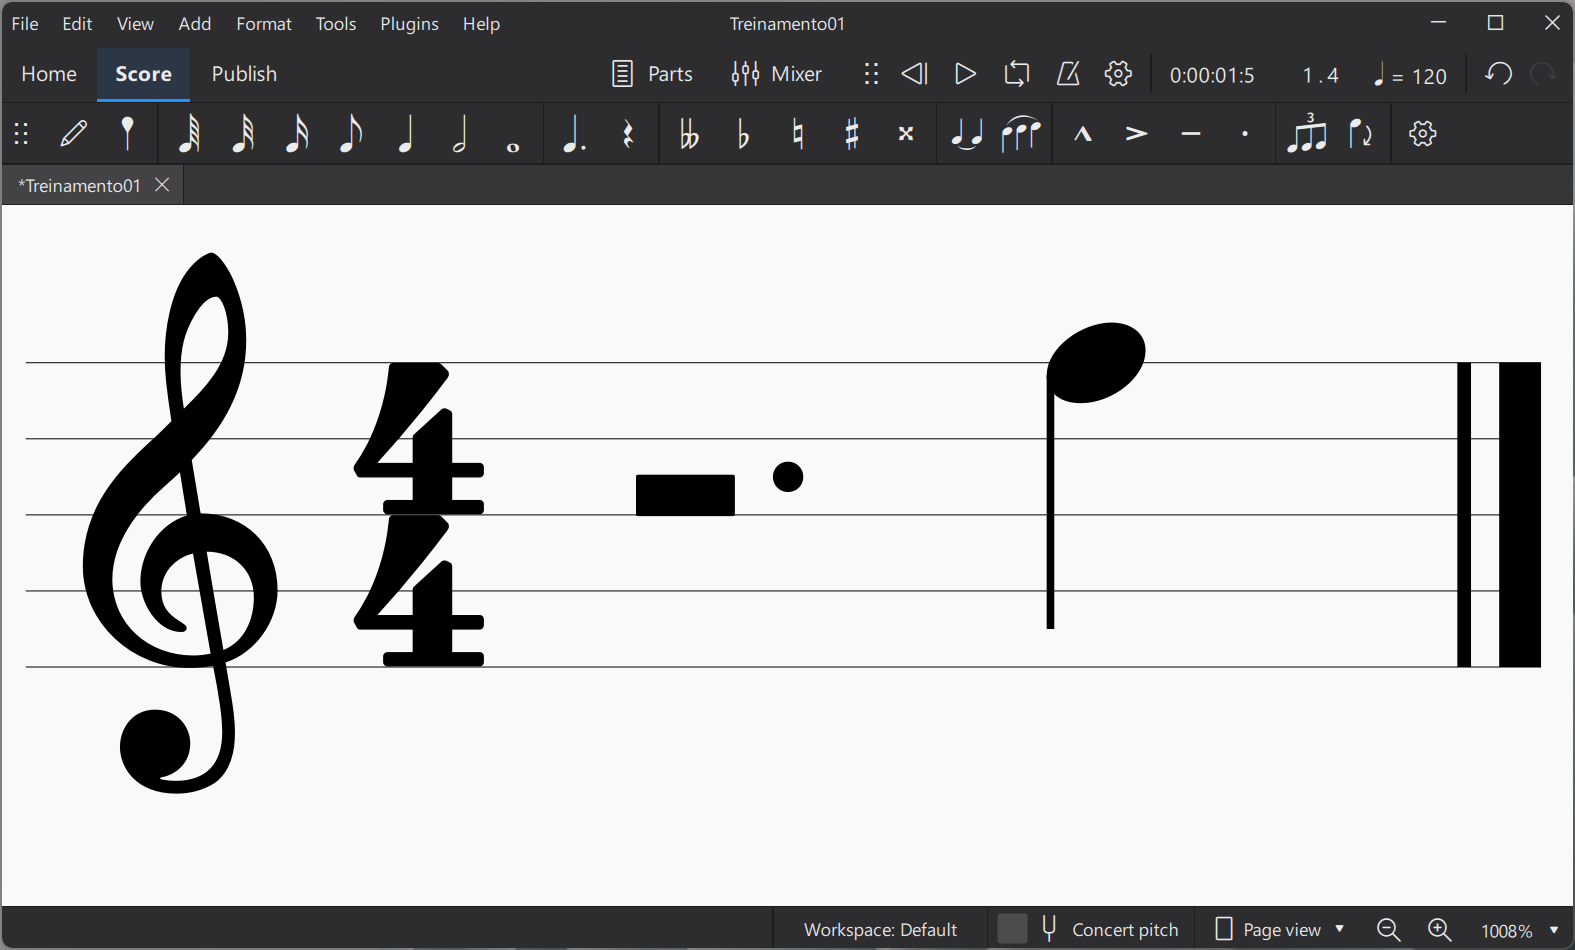 File Edit View Add Format Tools Plugins Help Treinamento01
Home Score Publish Parts Mixer 0:00:01:5 1 . 4 = 120
3
*Treinamento01
4
4
Workspace: Default Concert pitch Page view 1008%